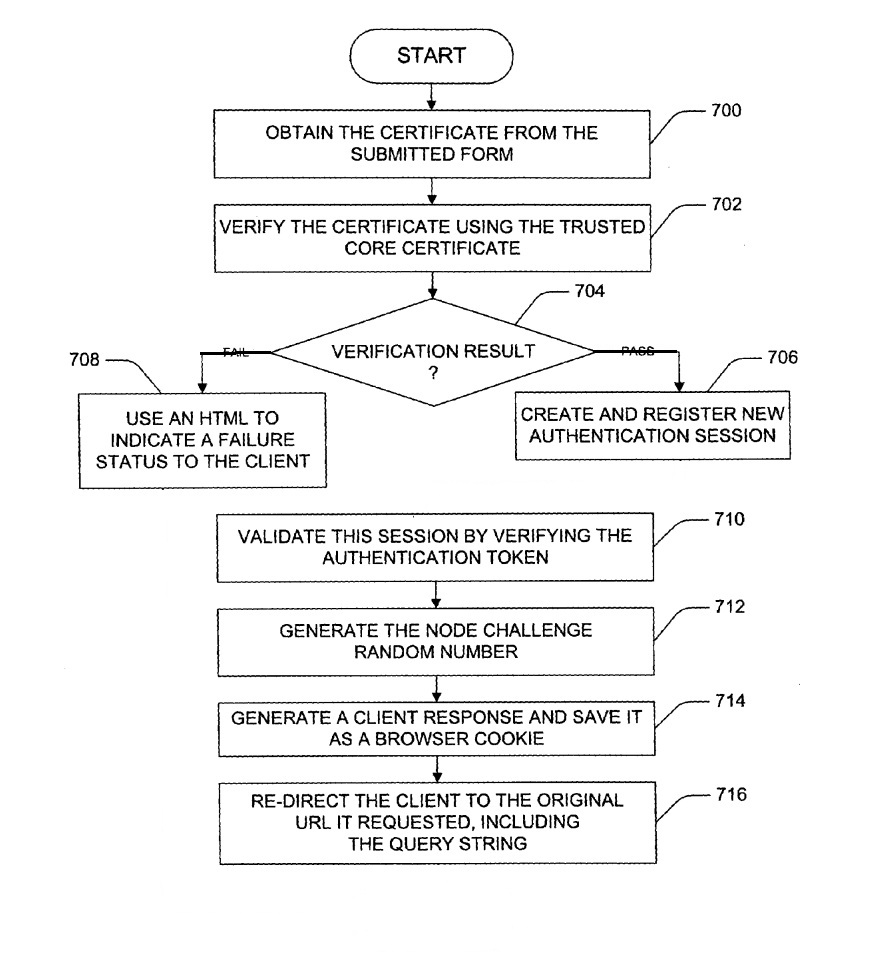 START
700
OBTAIN THE CERTIFICATE FROM THE
SUBMITTED FORM
702
VERIFY THE CERTIFICATE USING THE TRUSTED
CORE CERTIFICATE
704
VERIFICATION RESULT
?
FAIL
PASS
708
USE AN HTML TO
INDICATE A FAILURE
STATUS TO THE CLIENT
706
CREATE AND REGISTER NEW
AUTHENTICATION SESSION
710
VALIDATE THIS SESSION BY VERIFYING THE
AUTHENTICATION TOKEN
712
GENERATE THE NODE CHALLENGE
RANDOM NUMBER
714
GENERATE A CLIENT RESPONSE AND SAVE IT
AS A BROWSER COOKIE
716
RE-DIRECT THE CLIENT TO THE ORIGINAL
URL IT REQUESTED, INCLUDING
THE QUERY STRING